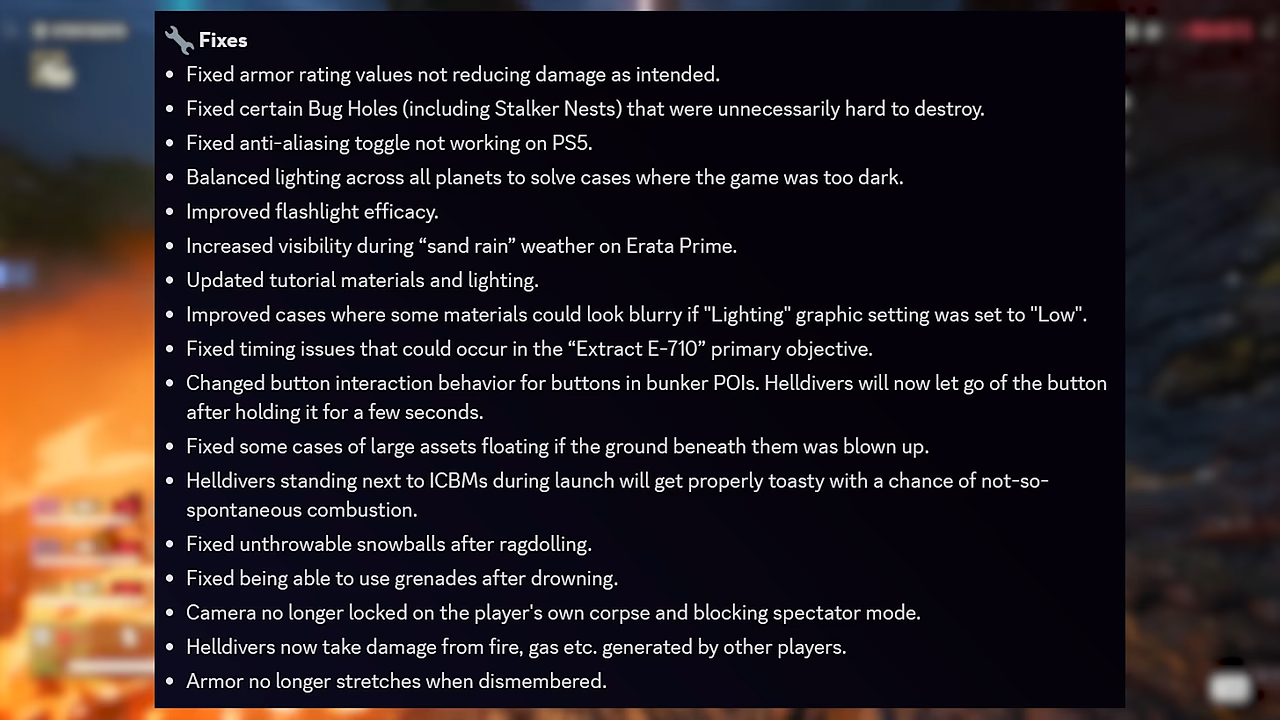 Fixes
• Fixed armor rating values not reducing damage as intended.
• Fixed certain Bug Holes (including Stalker Nests) that were unnecessarily hard to destroy.
• Fixed anti-aliasing toggle not working on PS5.
• Balanced lighting across all planets to solve cases where the game was too dark.
• Improved flashlight efficacy.
• Increased visibility during “sand rain” weather on Erata Prime.
• Updated tutorial materials and lighting.
• Improved cases where some materials could look blurry if "Lighting" graphic setting was set to "Low".
• Fixed timing issues that could occur in the “Extract E-710” primary objective.
• Changed button interaction behavior for buttons in bunker POIs. Helldivers will now let go of the button
after holding it for a few seconds.
• Fixed some cases of large assets floating if the ground beneath them was blown up.
• Helldivers standing next to ICBMs during launch will get properly toasty with a chance of not-so-
spontaneous combustion.
• Fixed unthrowable snowballs after ragdolling.
• Fixed being able to use grenades after drowning.
• Camera no longer locked on the player's own corpse and blocking spectator mode.
• Helldivers now take damage from fire, gas etc. generated by other players.
• Armor no longer stretches when dismembered.